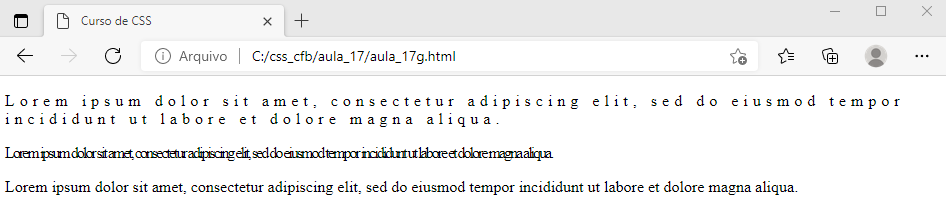 Curso de CSS
Arquivo C:/css_cfb/aula_17/aula_17g.html
Lorem ipsum dolor sit amet, consectetur adipiscing elit, sed do eiusmod tempor
incididunt ut labore et dolore magna aliqua.
Lorem ipsum dolor sit amet, consectetur adipiscing elit, sed do eiusmod tempor incididunt ut labore et dolore magna aliqua.
Lorem ipsum dolor sit amet, consectetur adipiscing elit, sed do eiusmod tempor incididunt ut labore et dolore magna aliqua.